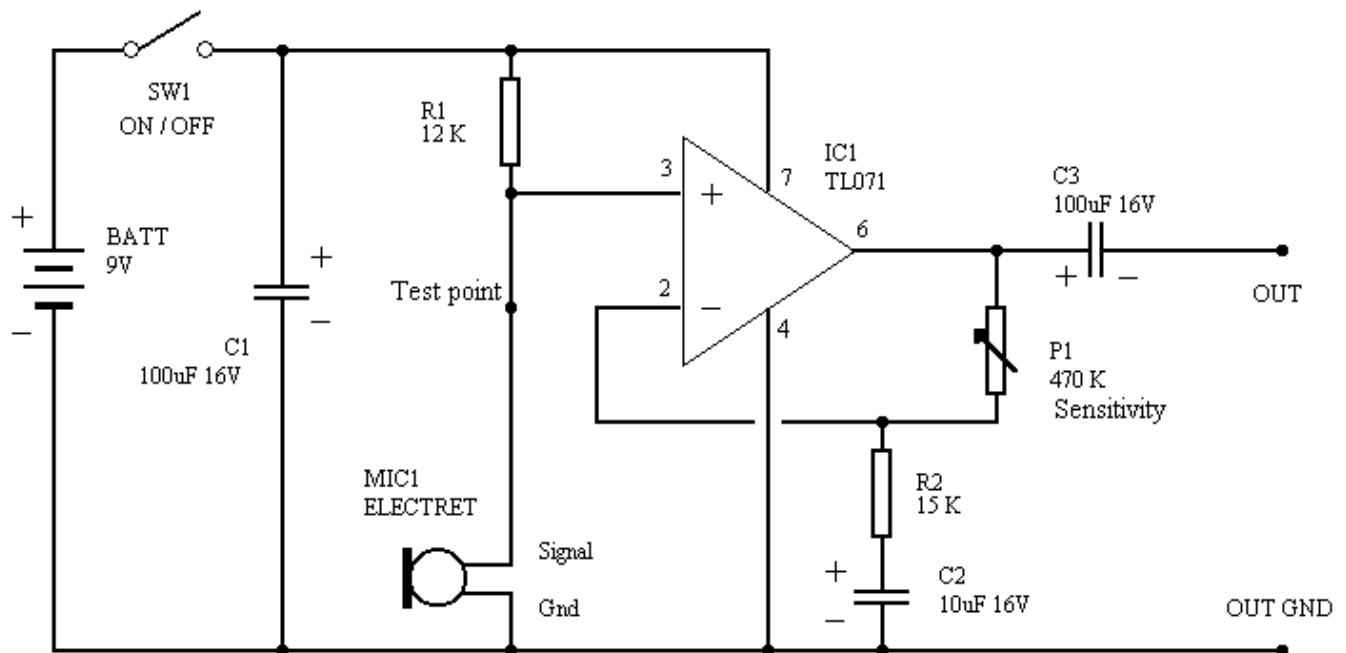 SW1
ON / OFF
R1
12 K
IC1
TL071
3
+
7
C3
100uF 16V
6
+
BATT
9V
−
+
−
+
−
C1
100uF 16V
Test point
2
−
4
+ −
OUT
P1
470 K
Sensitivity
MIC1
ELECTRET
Signal
Gnd
R2
15 K
+
−
C2
10uF 16V
OUT GND